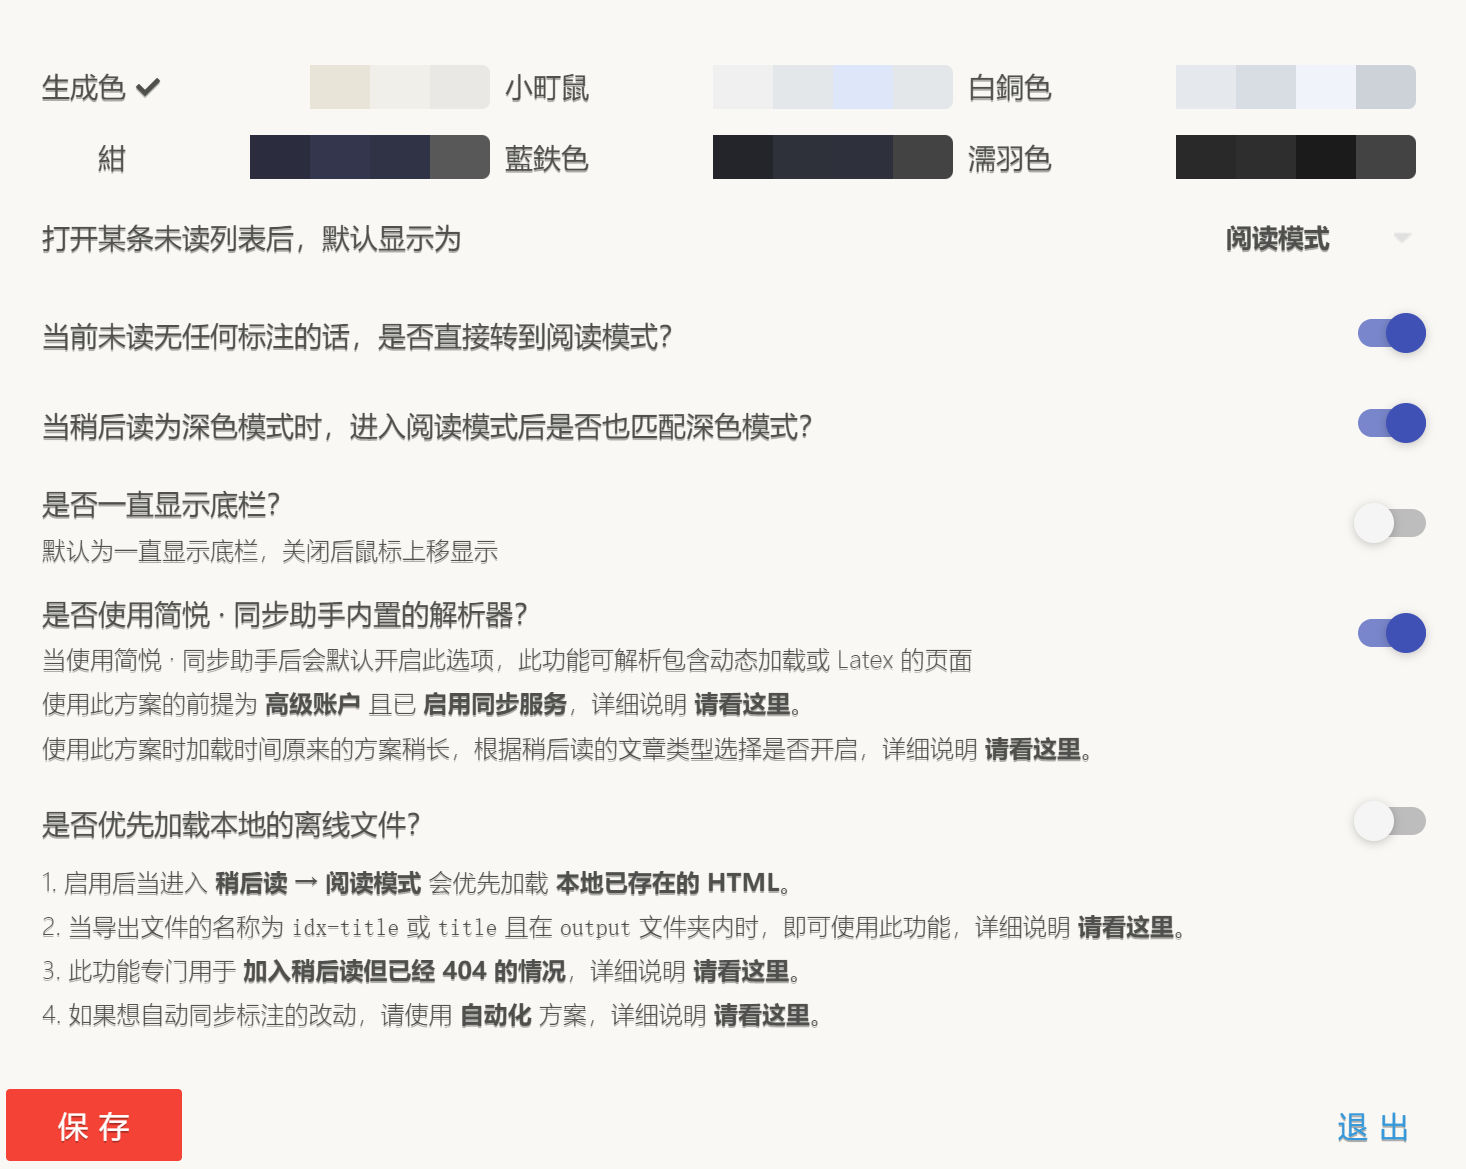 生成色 小町鼠 白銅色
紺 藍鉄色 濡羽色
打开某条未读列表后，默认显示为 阅读模式
当前未读无任何标注的话，是否直接转到阅读模式？
当稍后读为深色模式时，进入阅读模式后是否也匹配深色模式？
是否一直显示底栏？
默认为一直显示底栏，关闭后鼠标上移显示
是否使用简悦 · 同步助手内置的解析器？
当使用简悦 · 同步助手后会默认开启此选项，此功能可解析包含动态加载或 Latex 的页面
使用此方案的前提为 高级账户 且已 启用同步服务，详细说明 请看这里。
使用此方案时加载时间原来的方案稍长，根据稍后读的文章类型选择是否开启，详细说明 请看这里。
是否优先加载本地的离线文件？
1. 启用后当进入 稍后读 → 阅读模式 会优先加载 本地已存在的 HTML。
2. 当导出文件的名称为 idx-title 或 title 且在 output 文件夹内时，即可使用此功能，详细说明 请看这里。
3. 此功能专门用于 加入稍后读但已经 404 的情况，详细说明 请看这里。
4. 如果想自动同步标注的改动，请使用 自动化 方案，详细说明 请看这里。
保 存 退 出